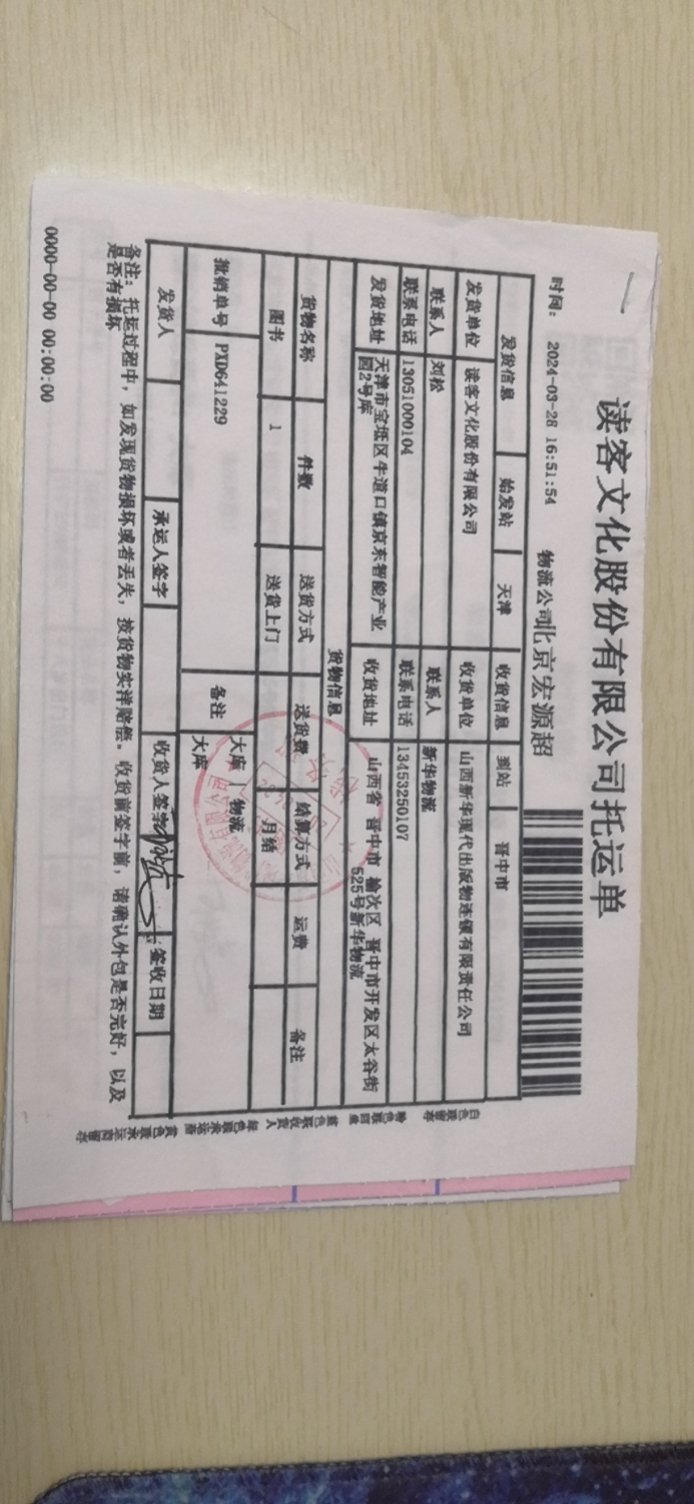 读客文化股份有限公司托运单
时间: 2024-03-28 16:51:54 物流公司北京宏源超
发货信息 始发站 天津 收货信息 到站 晋中市
发货单位 读客文化股份有限公司 收货单位 山西新华现代出版物连锁有限责任公司
联系人 刘松 联系人 新华物流
联系电话 13051000104 联系电话 13453250107
发货地址 天津市宝坻区牛道口镇京东智能产业 收货地址 山西省 晋中市 榆次区 晋中市开发区太谷街
园2号库 525号新华物流
货物信息
货物名称 件数 送货方式 送货费 结算方式 运费 备注
图书 1 送货上门 月结
批销单号 PXD641229 备注 大库 物流
大库
发货人 承运人签字 收货人签字 签收日期
备注: 托运过程中, 如发现货物损坏或者丢失, 按货物实洋赔偿。收货前签字前, 请确认外包是否完好, 以及
是否有损坏
0000-00-00 00:00:00